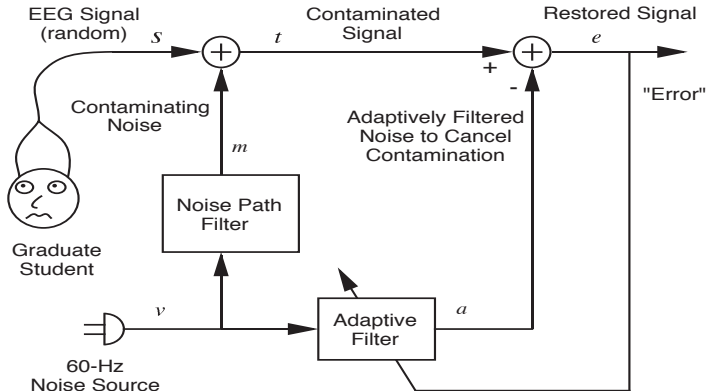 EEG Signal
(random)
s
t
Contaminated
Signal
Restored Signal
e
+
-
"Error"
Contaminating
Noise
m
Adaptively Filtered
Noise to Cancel
Contamination
Noise Path
Filter
Graduate
Student
v
60-Hz
Noise Source
Adaptive
Filter
a